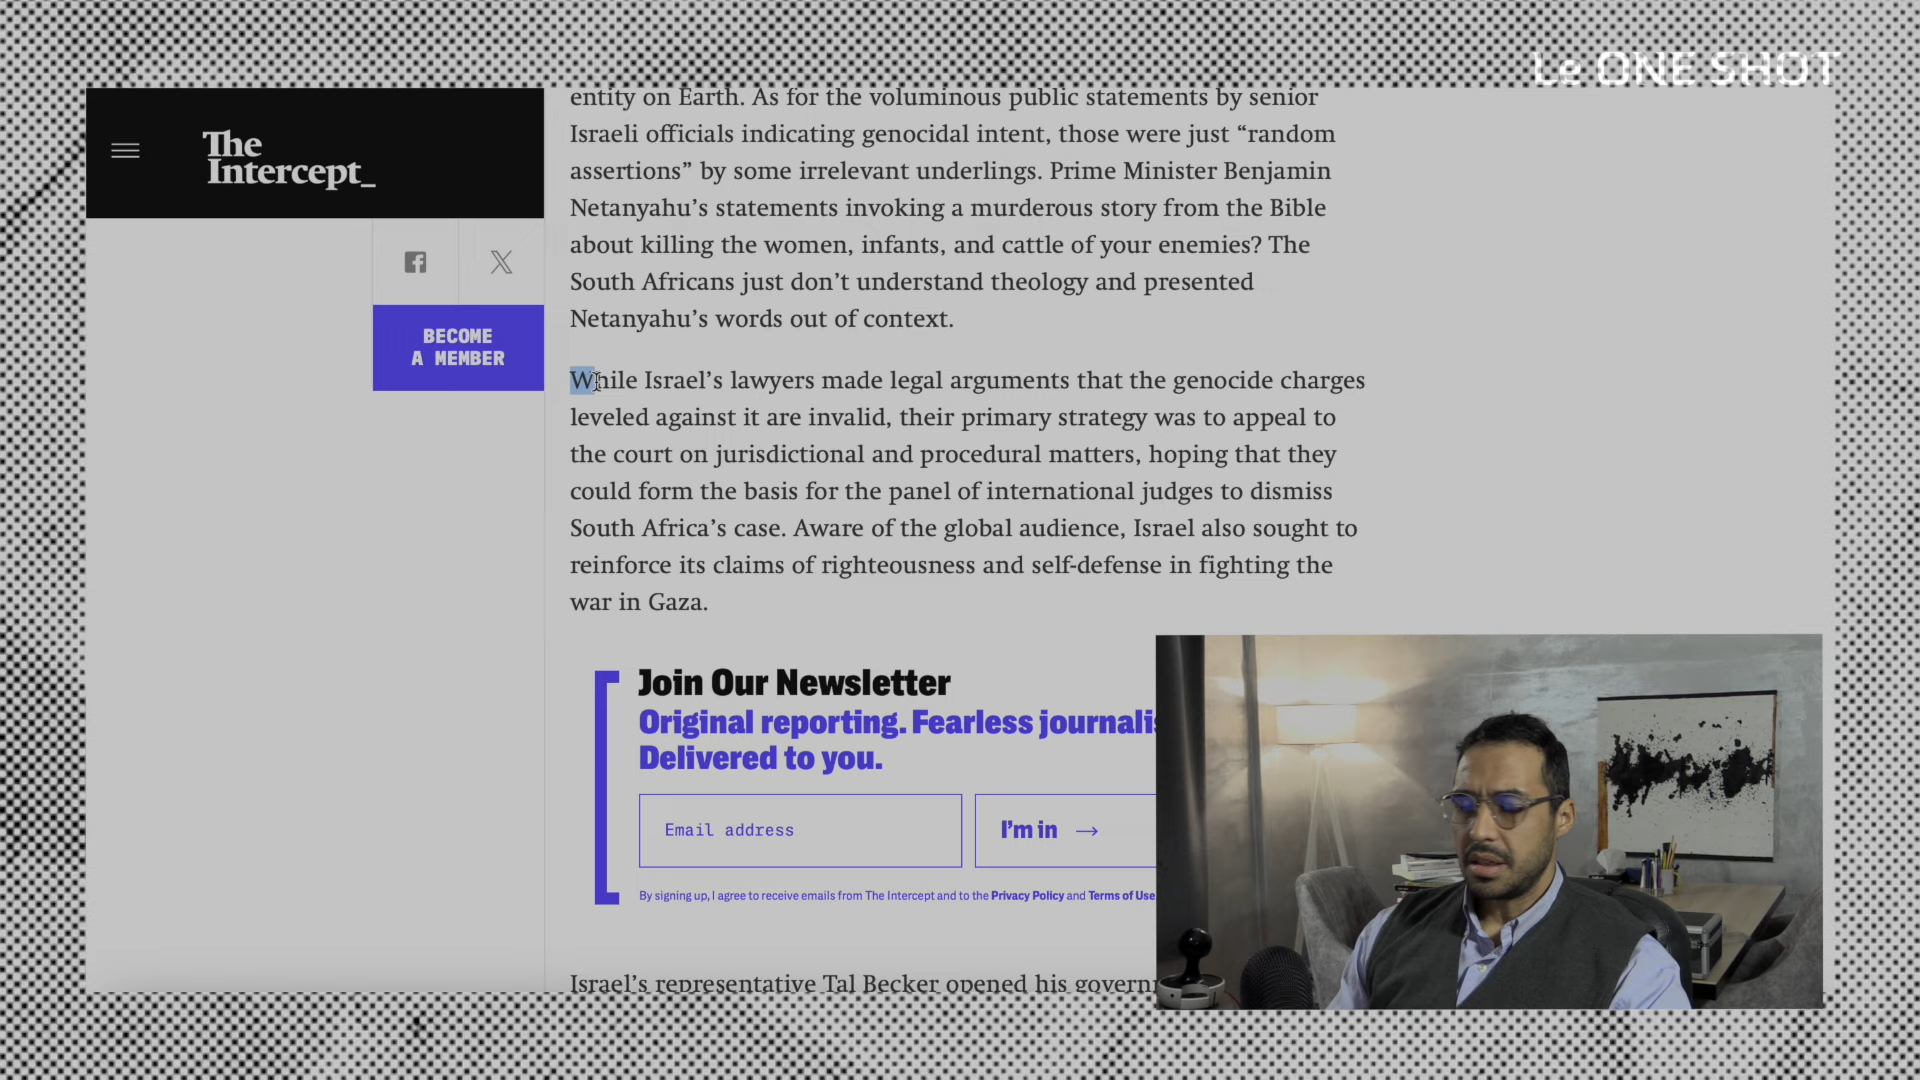 Le ONE SHOT
The
Intercept_
BECOME
A MEMBER
entity on Earth. As for the voluminous public statements by senior
Israeli officials indicating genocidal intent, those were just “random
assertions” by some irrelevant underlings. Prime Minister Benjamin
Netanyahu’s statements invoking a murderous story from the Bible
about killing the women, infants, and cattle of your enemies? The
South Africans just don’t understand theology and presented
Netanyahu’s words out of context.
While Israel’s lawyers made legal arguments that the genocide charges
leveled against it are invalid, their primary strategy was to appeal to
the court on jurisdictional and procedural matters, hoping that they
could form the basis for the panel of international judges to dismiss
South Africa’s case. Aware of the global audience, Israel also sought to
reinforce its claims of righteousness and self-defense in fighting the
war in Gaza.
Join Our Newsletter
Original reporting. Fearless journalis
Delivered to you.
Email address
I’m in →
By signing up, I agree to receive emails from The Intercept and to the Privacy Policy and Terms of Use
Israel’s representative Tal Becker opened his govern